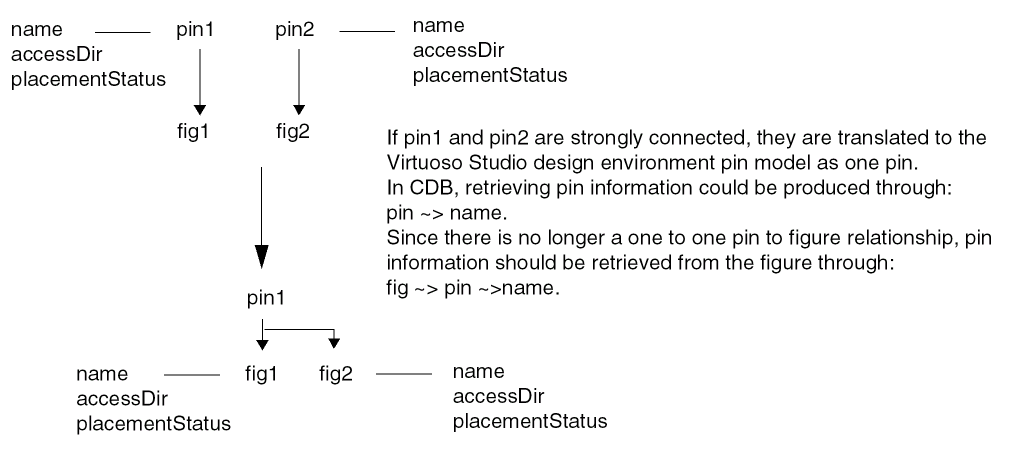 name
accessDir
placementStatus
pin1
pin2
name
accessDir
placementStatus
fig1
fig2
If pin1 and pin2 are strongly connected, they are translated to the
Virtuoso Studio design environment pin model as one pin.
In CDB, retrieving pin information could be produced through:
pin ~> name.
Since there is no longer a one to one pin to figure relationship, pin
information should be retrieved from the figure through:
fig ~> pin ~>name.
pin1
name
accessDir
placementStatus
fig1
fig2
name
accessDir
placementStatus